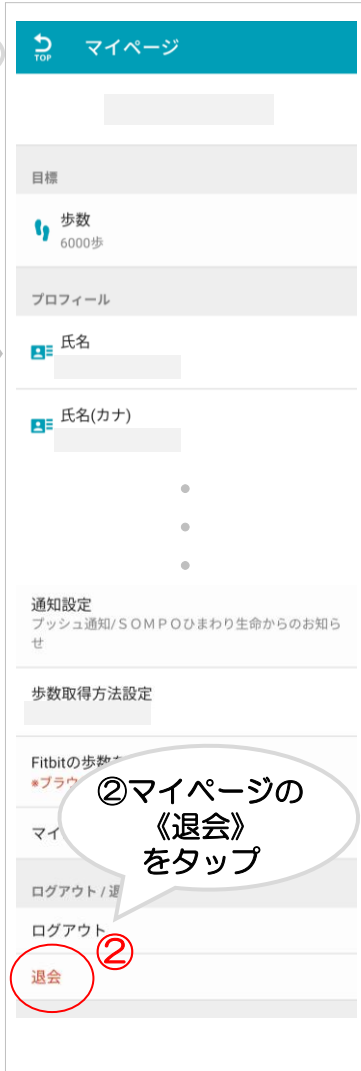 TOP
マイページ
目標
歩数
6000歩
プロフィール
氏名
氏名(カナ)
通知設定
プッシュ通知/ＳＯＭＰＯひまわり生命からのお知ら
せ
歩数取得方法設定
Fitbitの歩数
※ブラウ
②マイページの
《退会》
をタップ
マイ
ログアウト / 退
ログアウト
②
退会